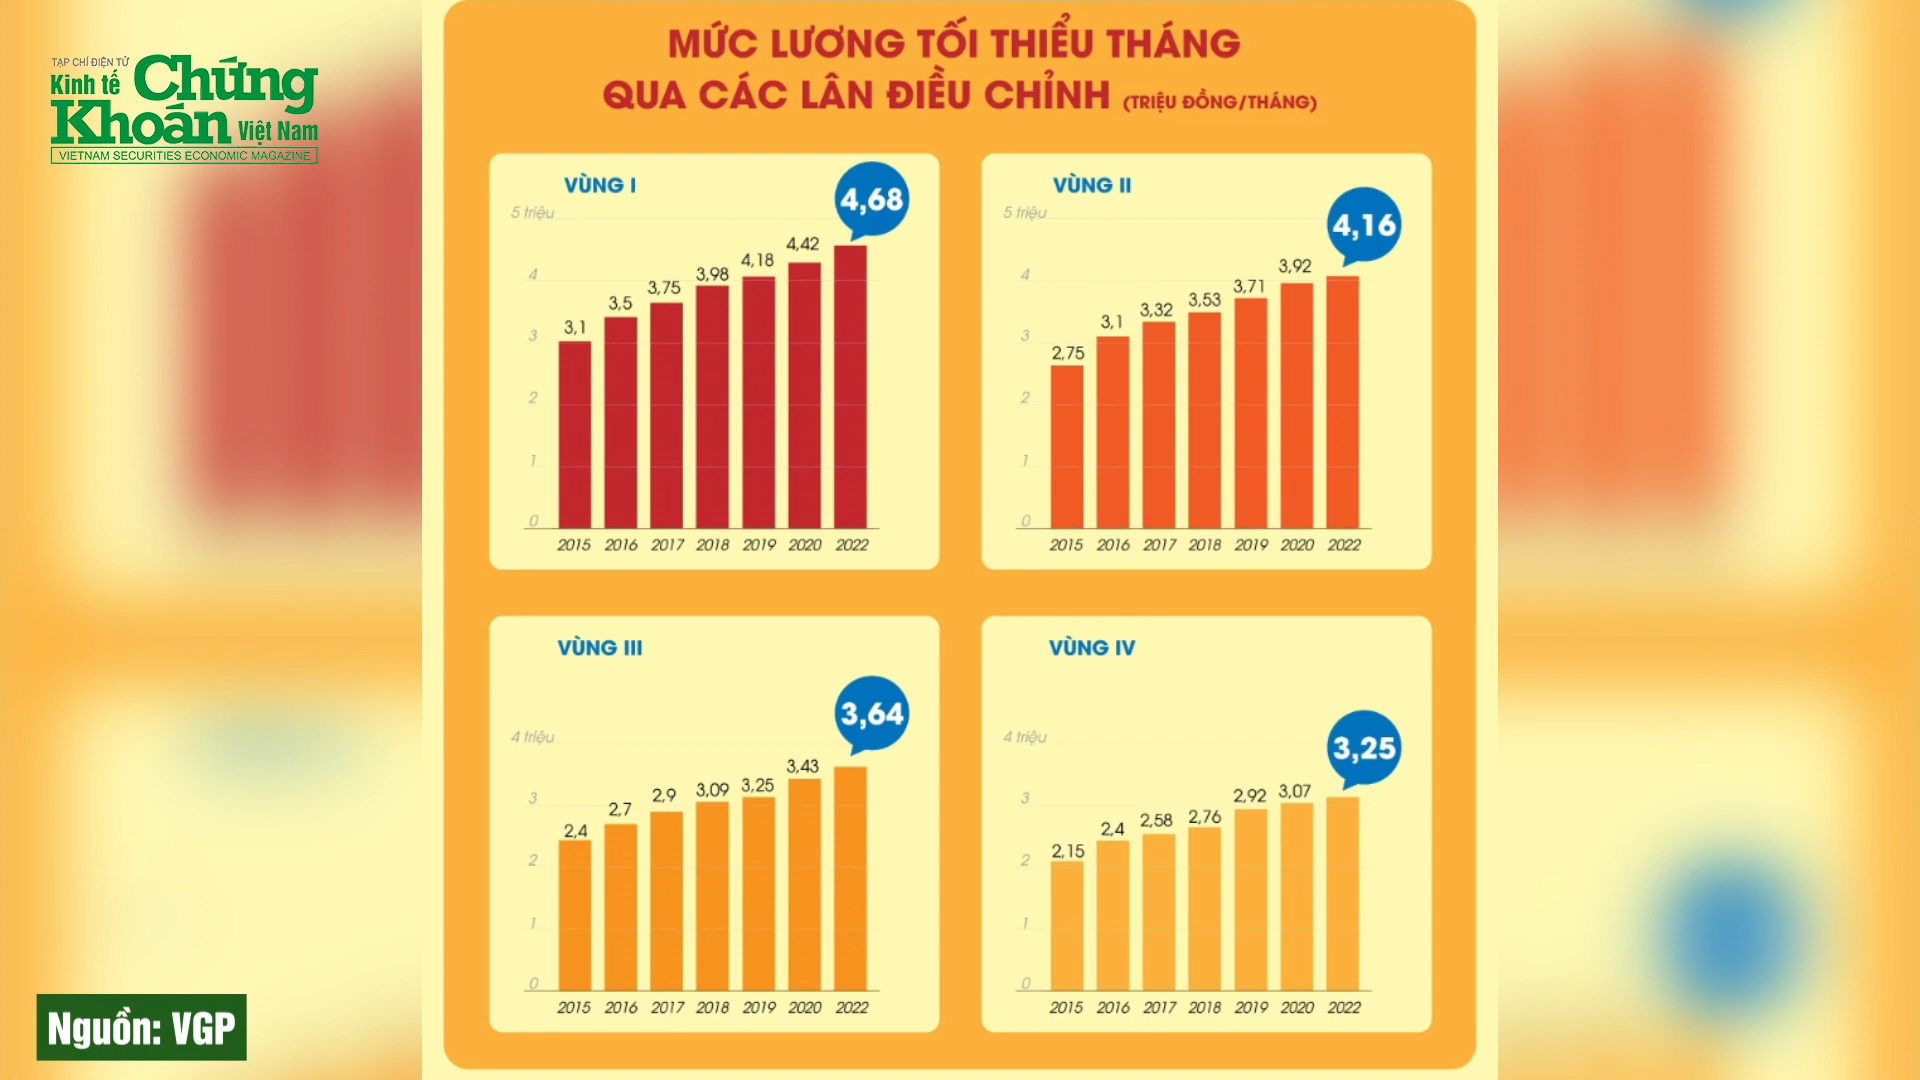 TẠP CHÍ ĐIỆN TỬ
Kinh tế Chứng
Khoán Việt Nam
VIETNAM SECURITIES ECONOMIC MAGAZINE
MỨC LƯƠNG TỐI THIỂU THÁNG
QUA CÁC LÂN ĐIỀU CHỈNH (TRIỆU ĐỒNG/THÁNG)
VÙNG I
5 triệu
4
3
2
1
0
3,1
3,5
3,75
3,98
4,18
4,42
4,68
2015 2016 2017 2018 2019 2020 2022
VÙNG II
5 triệu
4
3
2
1
0
2,75
3,1
3,32
3,53
3,71
3,92
4,16
2015 2016 2017 2018 2019 2020 2022
VÙNG III
4 triệu
3
2
1
0
2,4
2,7
2,9
3,09
3,25
3,43
3,64
2015 2016 2017 2018 2019 2020 2022
VÙNG IV
4 triệu
3
2
1
0
2,15
2,4
2,58
2,76
2,92
3,07
3,25
2015 2016 2017 2018 2019 2020 2022
Nguồn: VGP